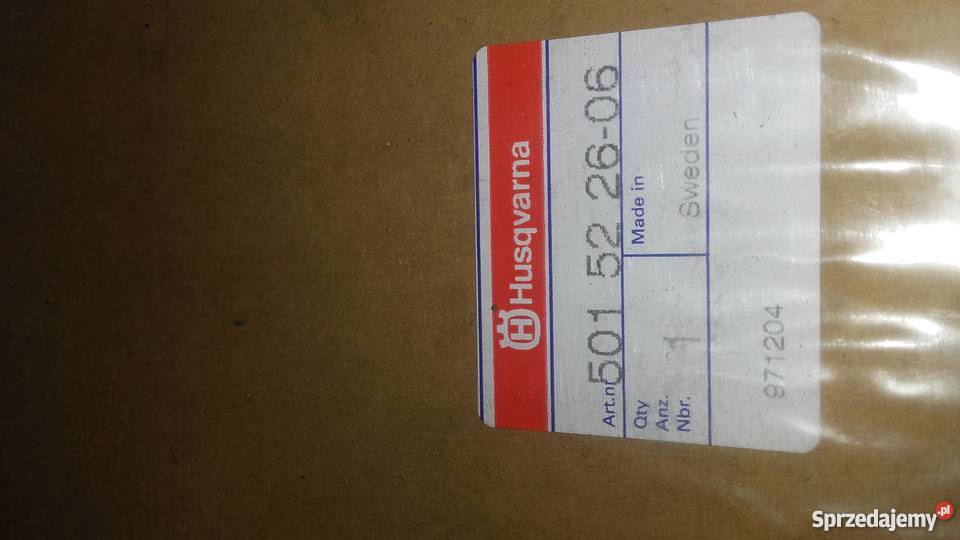 Husqvarna
Art.nr
501 52 26-06
Qty
Anz.
Nbr.
1
Made in
Sweden
971204
Sprzedajemy.pl